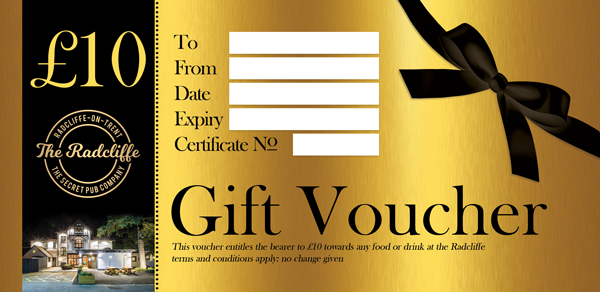 £10
RADCLIFFE-ON-TRENT
The Radcliffe
THE SECRET PUB COMPANY
To
From
Date
Expiry
Certificate Nº
Gift Voucher
This voucher entitles the bearer to £10 towards any food or drink at the Radcliffe
terms and conditions apply: no change given